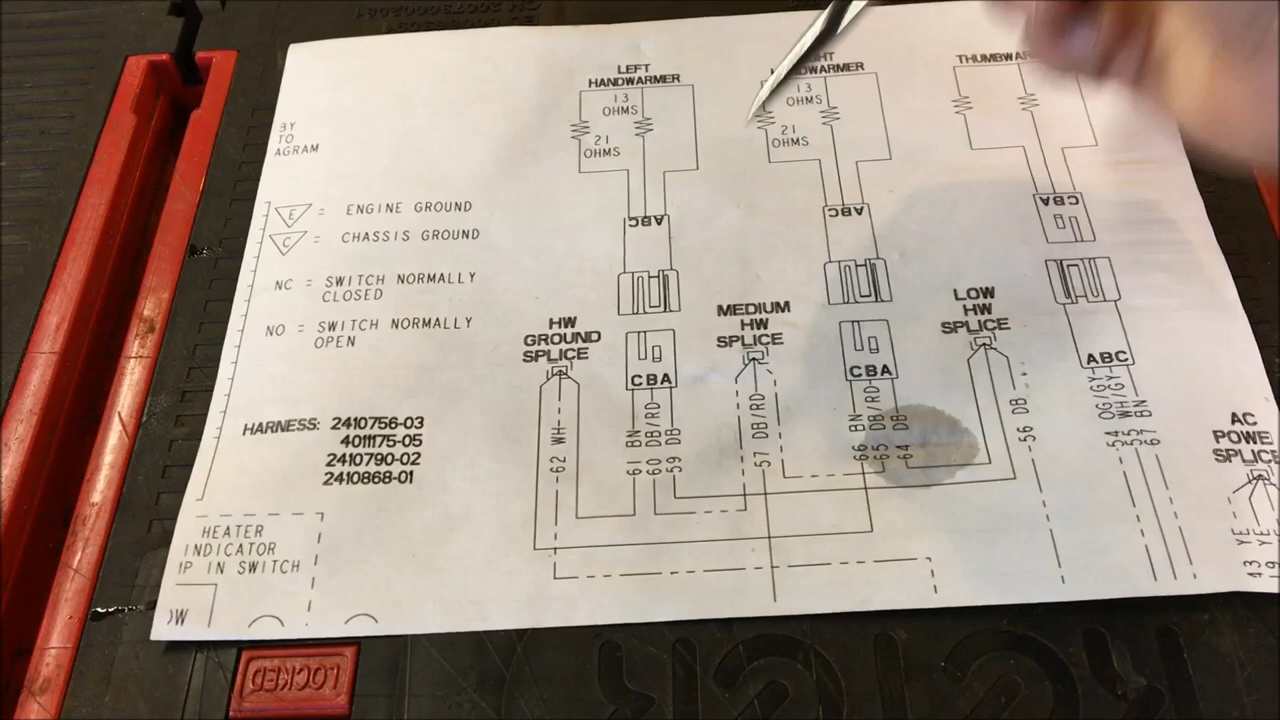 LEFT
HANDWARMER
13
OHMS
21
OHMS
13
OHMS
21
OHMS
BY
TO
AGRAM
E = ENGINE GROUND
C = CHASSIS GROUND
NC = SWITCH NORMALLY
CLOSED
NO = SWITCH NORMALLY
OPEN
HARNESS: 2410756-03
4011175-05
2410790-02
2410868-01
HEATER
INDICATOR
IP IN SWITCH
OW
ABC
ABC
CBA
HW
GROUND
SPLICE
MEDIUM
HW
SPLICE
LOW
HW
SPLICE
CBA
CBA
ABC
62 WH
61 BN
60 DB/RD
59 DB
57 DB/RD
66 BN
65 DB/RD
64 DB
56 DB
54 OG/GY
55 WH/GY
67 BN
AC
SPLICE
43 YE
19 YE
LOCKED